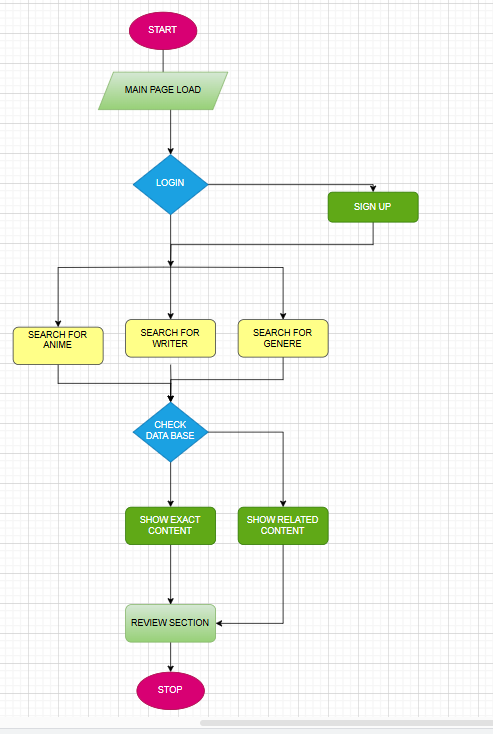 START
MAIN PAGE LOAD
LOGIN
SIGN UP
SEARCH FOR
ANIME
SEARCH FOR
WRITER
SEARCH FOR
GENERE
CHECK
DATA BASE
SHOW EXACT
CONTENT
SHOW RELATED
CONTENT
REVIEW SECTION
STOP